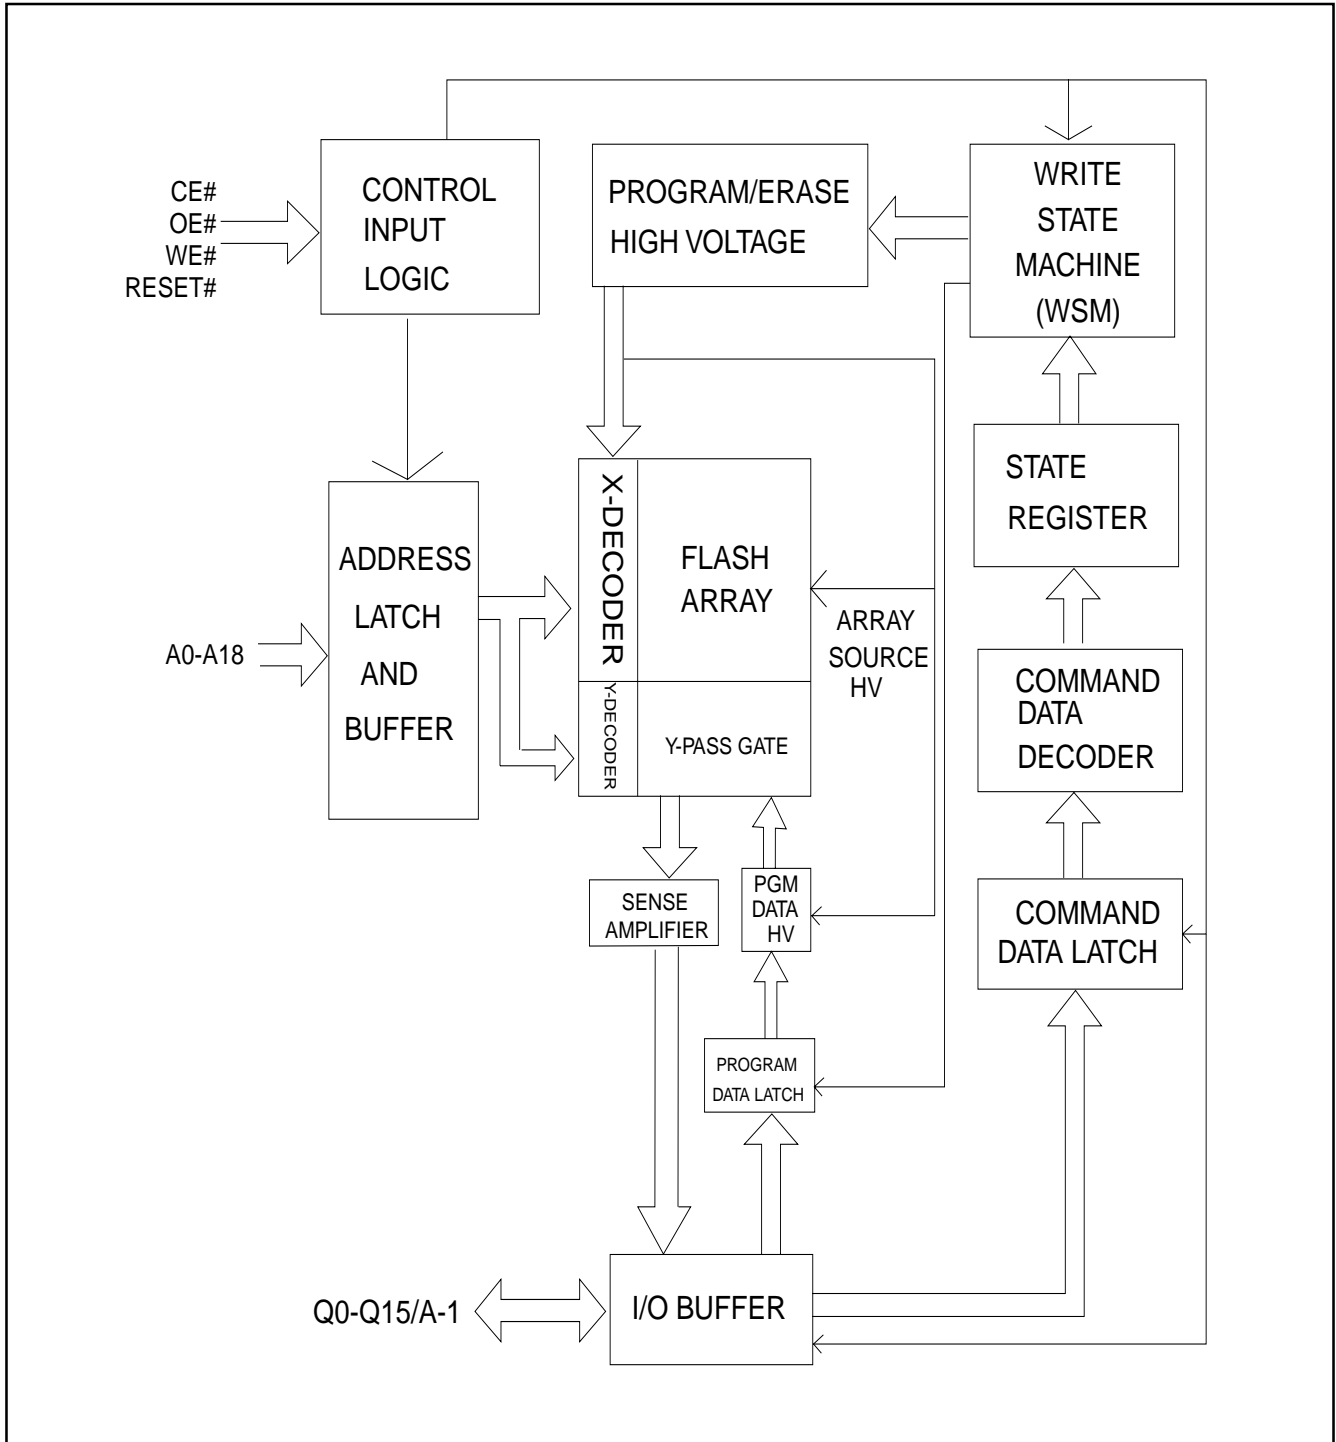 CE#
OE#
WE#
RESET#
CONTROL
INPUT
LOGIC
PROGRAM/ERASE
HIGH VOLTAGE
WRITE
STATE
MACHINE
(WSM)
STATE
REGISTER
A0-A18
ADDRESS
LATCH
AND
BUFFER
X-DECODER
FLASH
ARRAY
ARRAY
SOURCE
HV
Y-DECODER
Y-PASS GATE
COMMAND
DATA
DECODER
SENSE
AMPLIFIER
PGM
DATA
HV
COMMAND
DATA LATCH
PROGRAM
DATA LATCH
Q0-Q15/A-1
I/O BUFFER